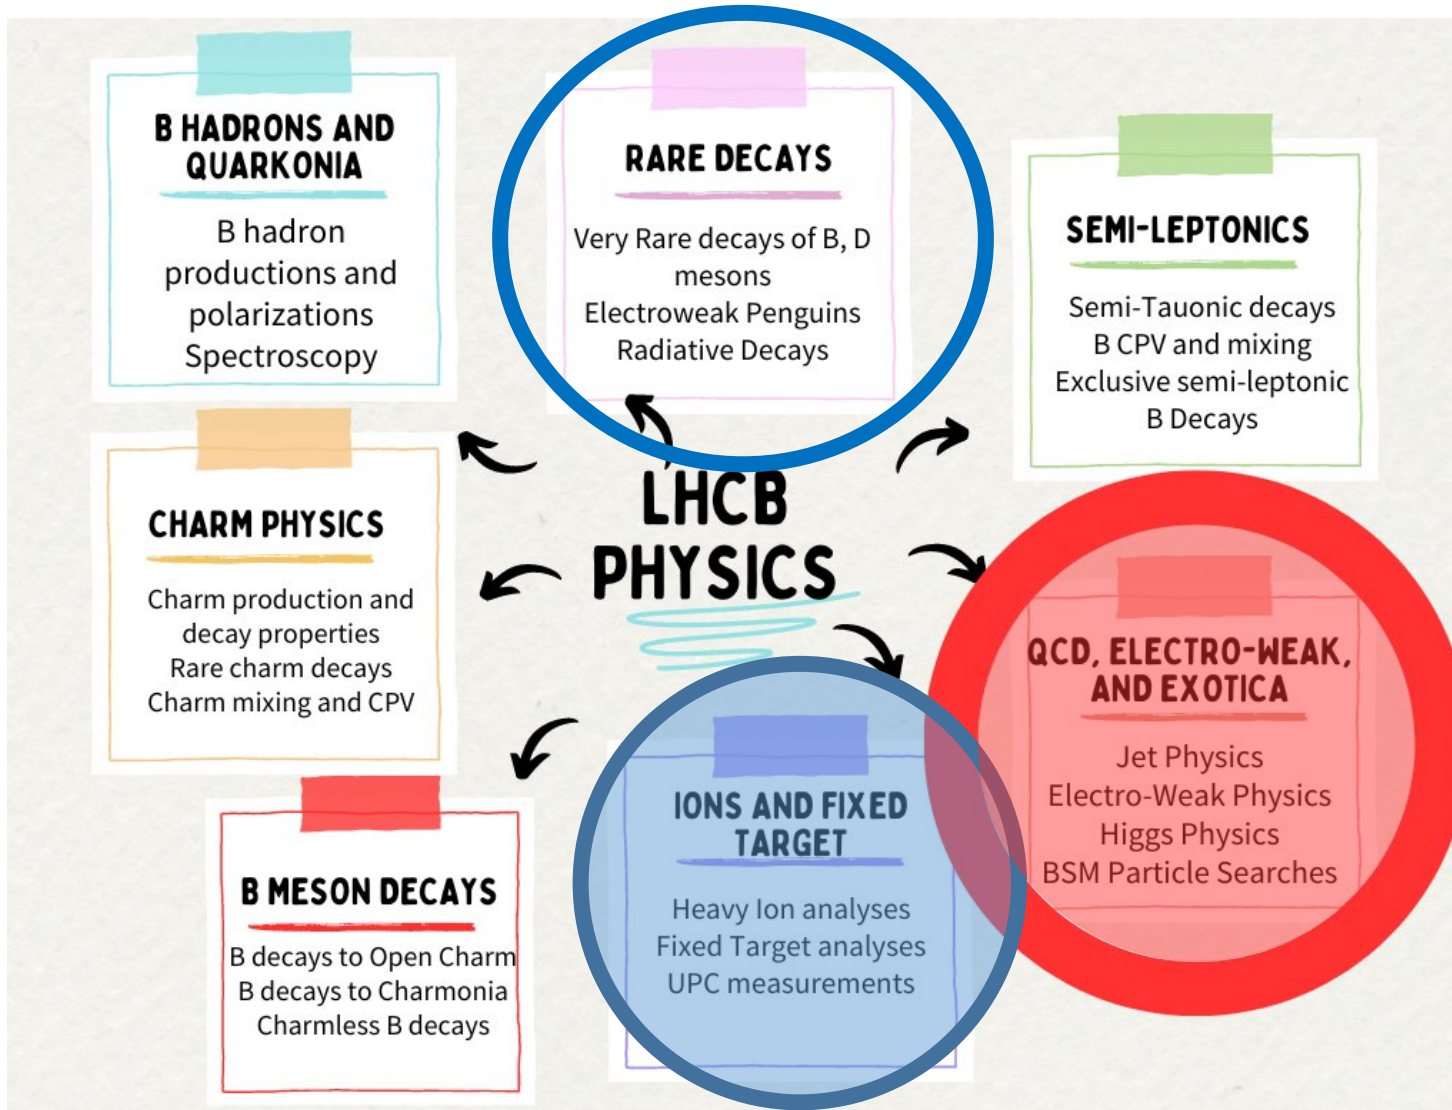 B HADRONS AND
QUARKONIA
B hadron
productions and
polarizations
Spectroscopy
RARE DECAYS
Very Rare decays of B, D
mesons
Electroweak Penguins
Radiative Decays
SEMI-LEPTONICS
Semi-Tauonic decays
B CPV and mixing
Exclusive semi-leptonic
B Decays
LHCB
PHYSICS
CHARM PHYSICS
Charm production and
decay properties
Rare charm decays
Charm mixing and CPV
QCD, ELECTRO-WEAK,
AND EXOTICA
Jet Physics
Electro-Weak Physics
Higgs Physics
BSM Particle Searches
B MESON DECAYS
B decays to Open Charm
B decays to Charmonia
Charmless B decays
IONS AND FIXED
TARGET
Heavy Ion analyses
Fixed Target analyses
UPC measurements